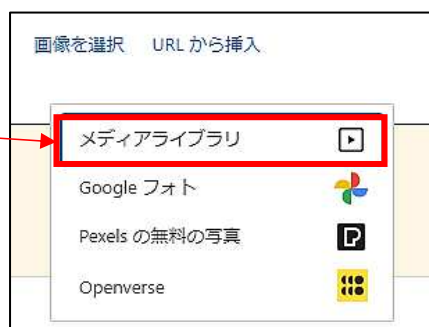 画像を選択 URL から挿入
メディアライブラリ
Google フォト
Pexels の無料の写真
Openverse